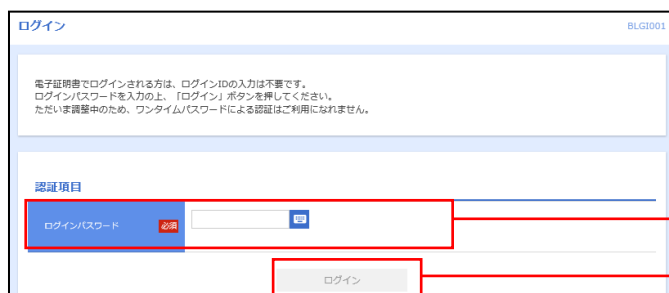 ログイン
BLGI001
電子証明書でログインされる方は、ログインIDの入力は不要です。
ログインパスワードを入力の上、「ログイン」ボタンを押してください。
ただいま調整中のため、ワンタイムパスワードによる認証はご利用になれません。
認証項目
ログインパスワード 必須
ログイン